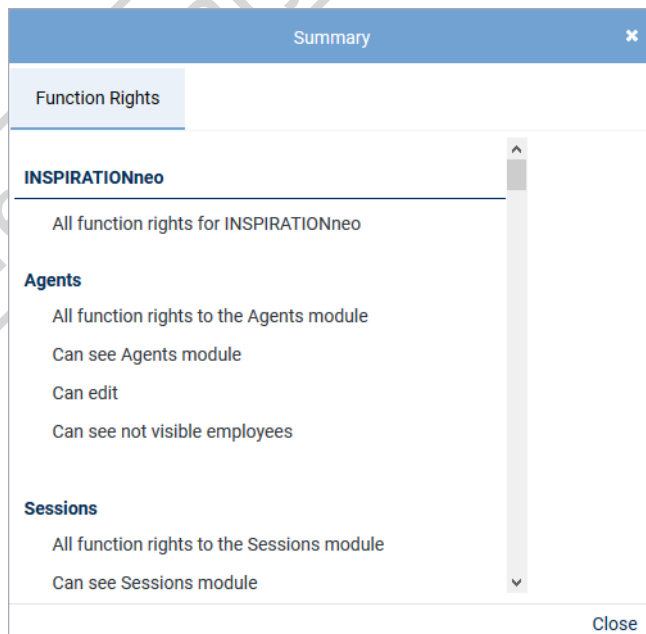 Summary
Function Rights
INSPIRATIONneo
All function rights for INSPIRATIONneo
Agents
All function rights to the Agents module
Can see Agents module
Can edit
Can see not visible employees
Sessions
All function rights to the Sessions module
Can see Sessions module
Close